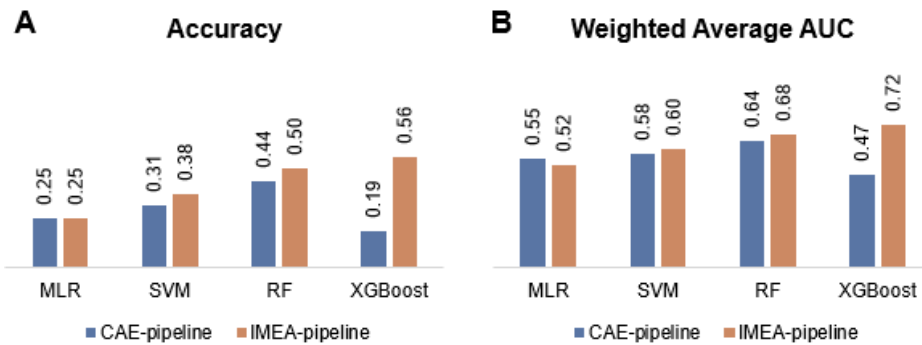 A Accuracy
0.25 0.25 0.31 0.38 0.44 0.50 0.19 0.56
MLR SVM RF XGBoost
CAE-pipeline IMEA-pipeline
B Weighted Average AUC
0.55 0.52 0.58 0.60 0.64 0.68 0.47 0.72
MLR SVM RF XGBoost
CAE-pipeline IMEA-pipeline